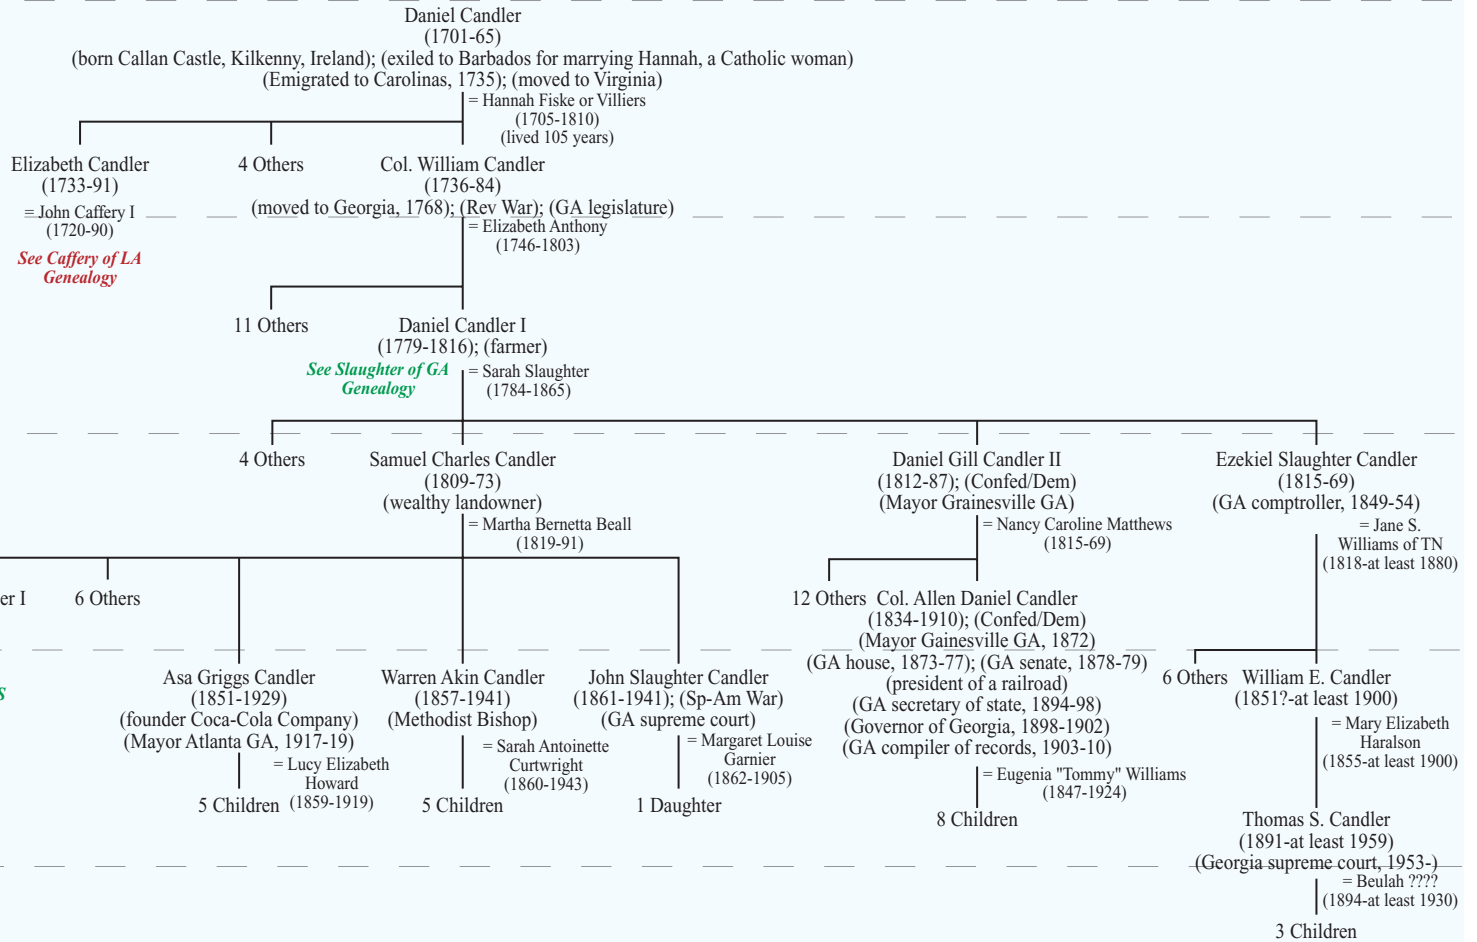 Daniel Candler
(1701-65)
(born Callan Castle, Kilkenny, Ireland); (exiled to Barbados for marrying Hannah, a Catholic woman)
(Emigrated to Carolinas, 1735); (moved to Virginia)
= Hannah Fiske or Villiers
(1705-1810)
(lived 105 years)
Elizabeth Candler
(1733-91)
= John Caffery I
(1720-90)
See Caffery of LA
Genealogy
4 Others
Col. William Candler
(1736-84)
(moved to Georgia, 1768); (Rev War); (GA legislature)
= Elizabeth Anthony
(1746-1803)
11 Others
Daniel Candler I
(1779-1816); (farmer)
See Slaughter of GA
Genealogy
= Sarah Slaughter
(1784-1865)
4 Others
Samuel Charles Candler
(1809-73)
(wealthy landowner)
= Martha Bernetta Beall
(1819-91)
Daniel Gill Candler II
(1812-87); (Confed/Dem)
(Mayor Grainesville GA)
= Nancy Caroline Matthews
(1815-69)
Ezekiel Slaughter Candler
(1815-69)
(GA comptroller, 1849-54)
= Jane S.
Williams of TN
(1818-at least 1880)
er I
6 Others
12 Others
Col. Allen Daniel Candler
(1834-1910); (Confed/Dem)
(Mayor Gainesville GA, 1872)
(GA house, 1873-77); (GA senate, 1878-79)
(president of a railroad)
(GA secretary of state, 1894-98)
(Governor of Georgia, 1898-1902)
(GA compiler of records, 1903-10)
= Eugenia "Tommy" Williams
(1847-1924)
8 Children
S
Asa Griggs Candler
(1851-1929)
(founder Coca-Cola Company)
(Mayor Atlanta GA, 1917-19)
= Lucy Elizabeth
Howard
(1859-1919)
5 Children
Warren Akin Candler
(1857-1941)
(Methodist Bishop)
= Sarah Antoinette
Curtwright
(1860-1943)
5 Children
John Slaughter Candler
(1861-1941); (Sp-Am War)
(GA supreme court)
= Margaret Louise
Garnier
(1862-1905)
1 Daughter
6 Others
William E. Candler
(1851?-at least 1900)
= Mary Elizabeth
Haralson
(1855-at least 1900)
Thomas S. Candler
(1891-at least 1959)
(Georgia supreme court, 1953-)
= Beulah ????
(1894-at least 1930)
3 Children